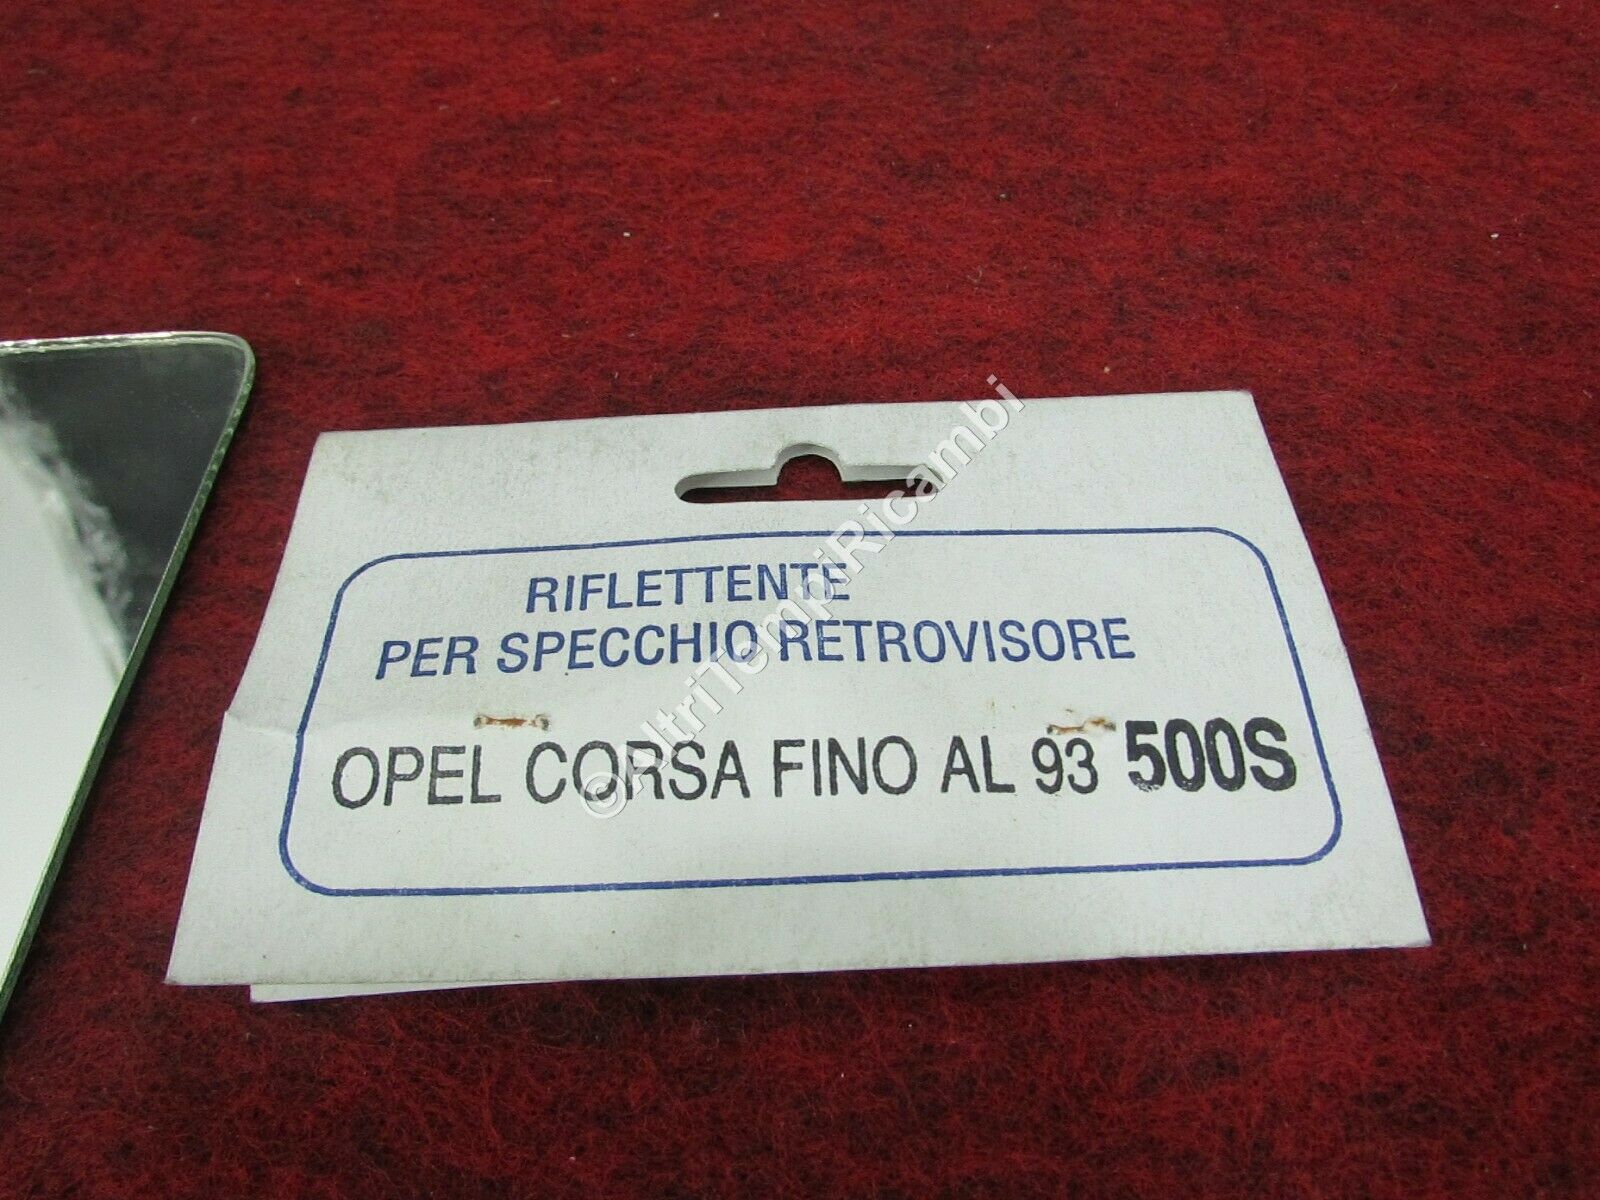 RIFLETTENTE
PER SPECCHIO RETROVISORE
OPEL CORSA FINO AL 93 500S
©AltriTempiRicambi